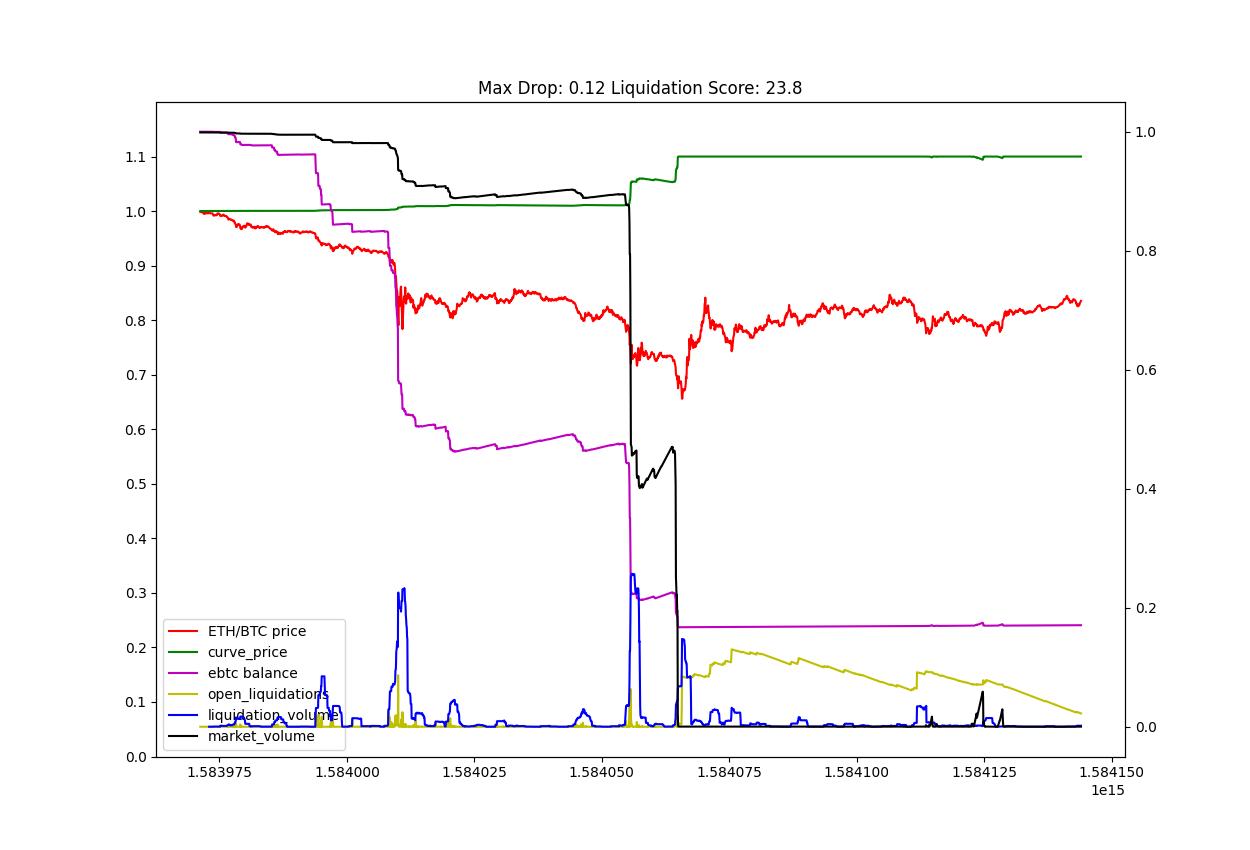 Max Drop: 0.12 Liquidation Score: 23.8
1.1
1.0
0.9
0.8
0.7
0.6
0.5
0.4
0.3
0.2
0.1
0.0
1.0
0.8
0.6
0.4
0.2
0.0
ETH/BTC price
curve_price
ebtc balance
open_liquidations
liquidation_volume
market_volume
1.583975 1.584000 1.584025 1.584050 1.584075 1.584100 1.584125 1.584150
1e15